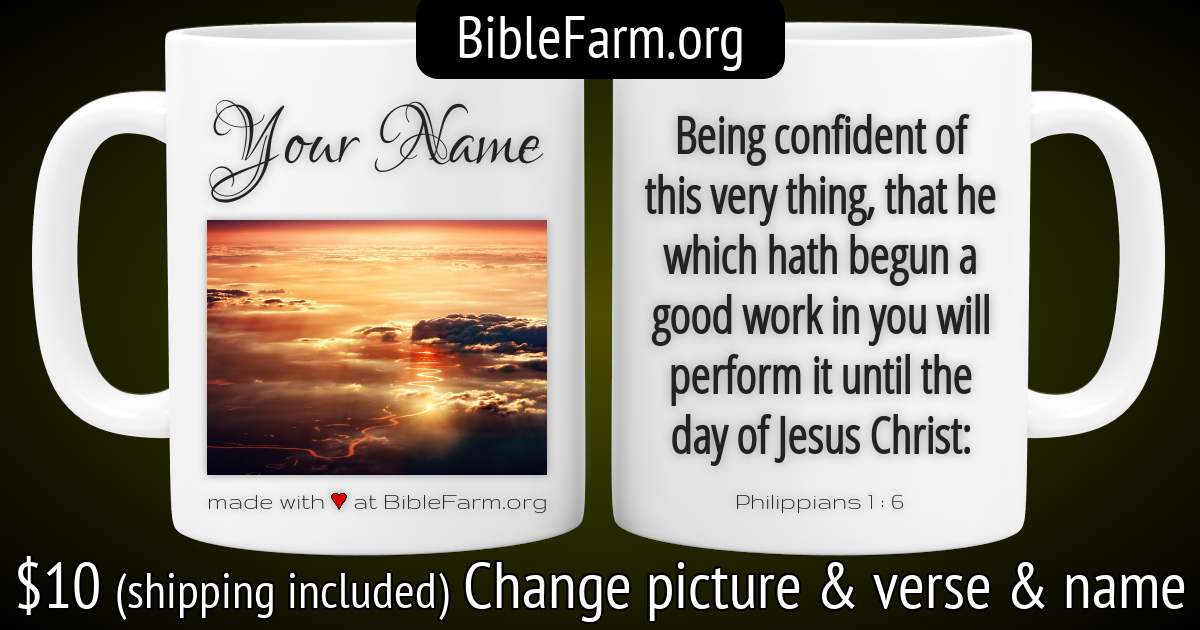 BibleFarm.org
Your Name
made with ♥ at BibleFarm.org
Being confident of
this very thing, that he
which hath begun a
good work in you will
perform it until the
day of Jesus Christ:
Philippians 1 : 6
$10 (shipping included) Change picture & verse & name